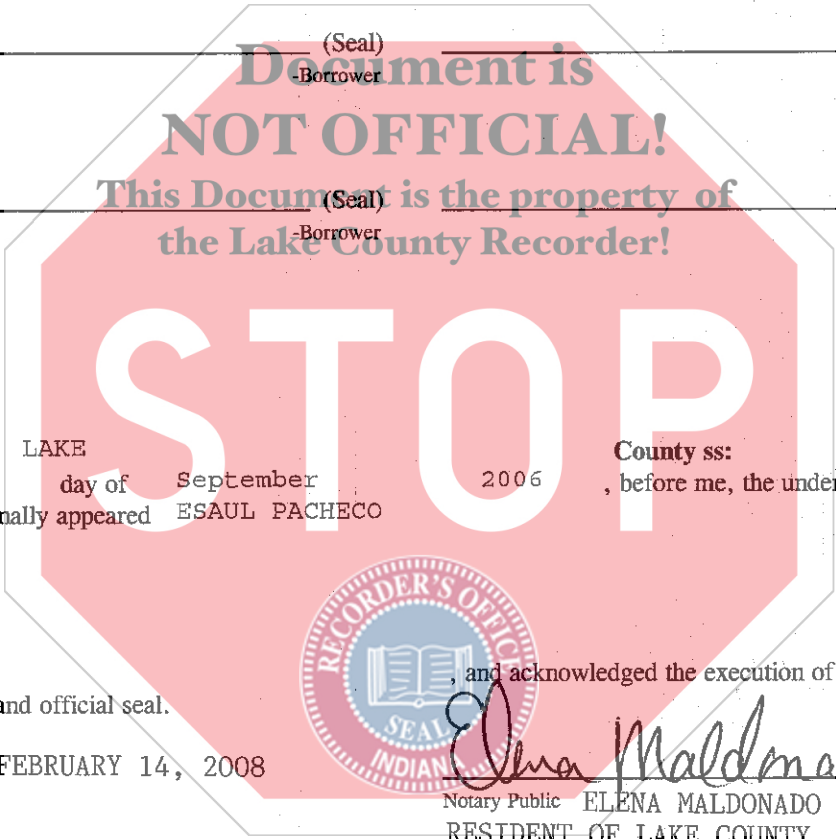 (Seal)
Document is
-Borrower
NOT OFFICIAL!
This Document is the property of
(Seal)
the Lake County Recorder!
-Borrower
STOP
LAKE County ss:
day of September 2006 , before me, the under
nally appeared ESAUL PACHECO
RECORDER'S OFFICE
, and acknowledged the execution of
and official seal.
SEAL
INDIAN
FEBRUARY 14, 2008
Elena Maldona
Notary Public ELENA MALDONADO
RESIDENT OF LAKE COUNTY